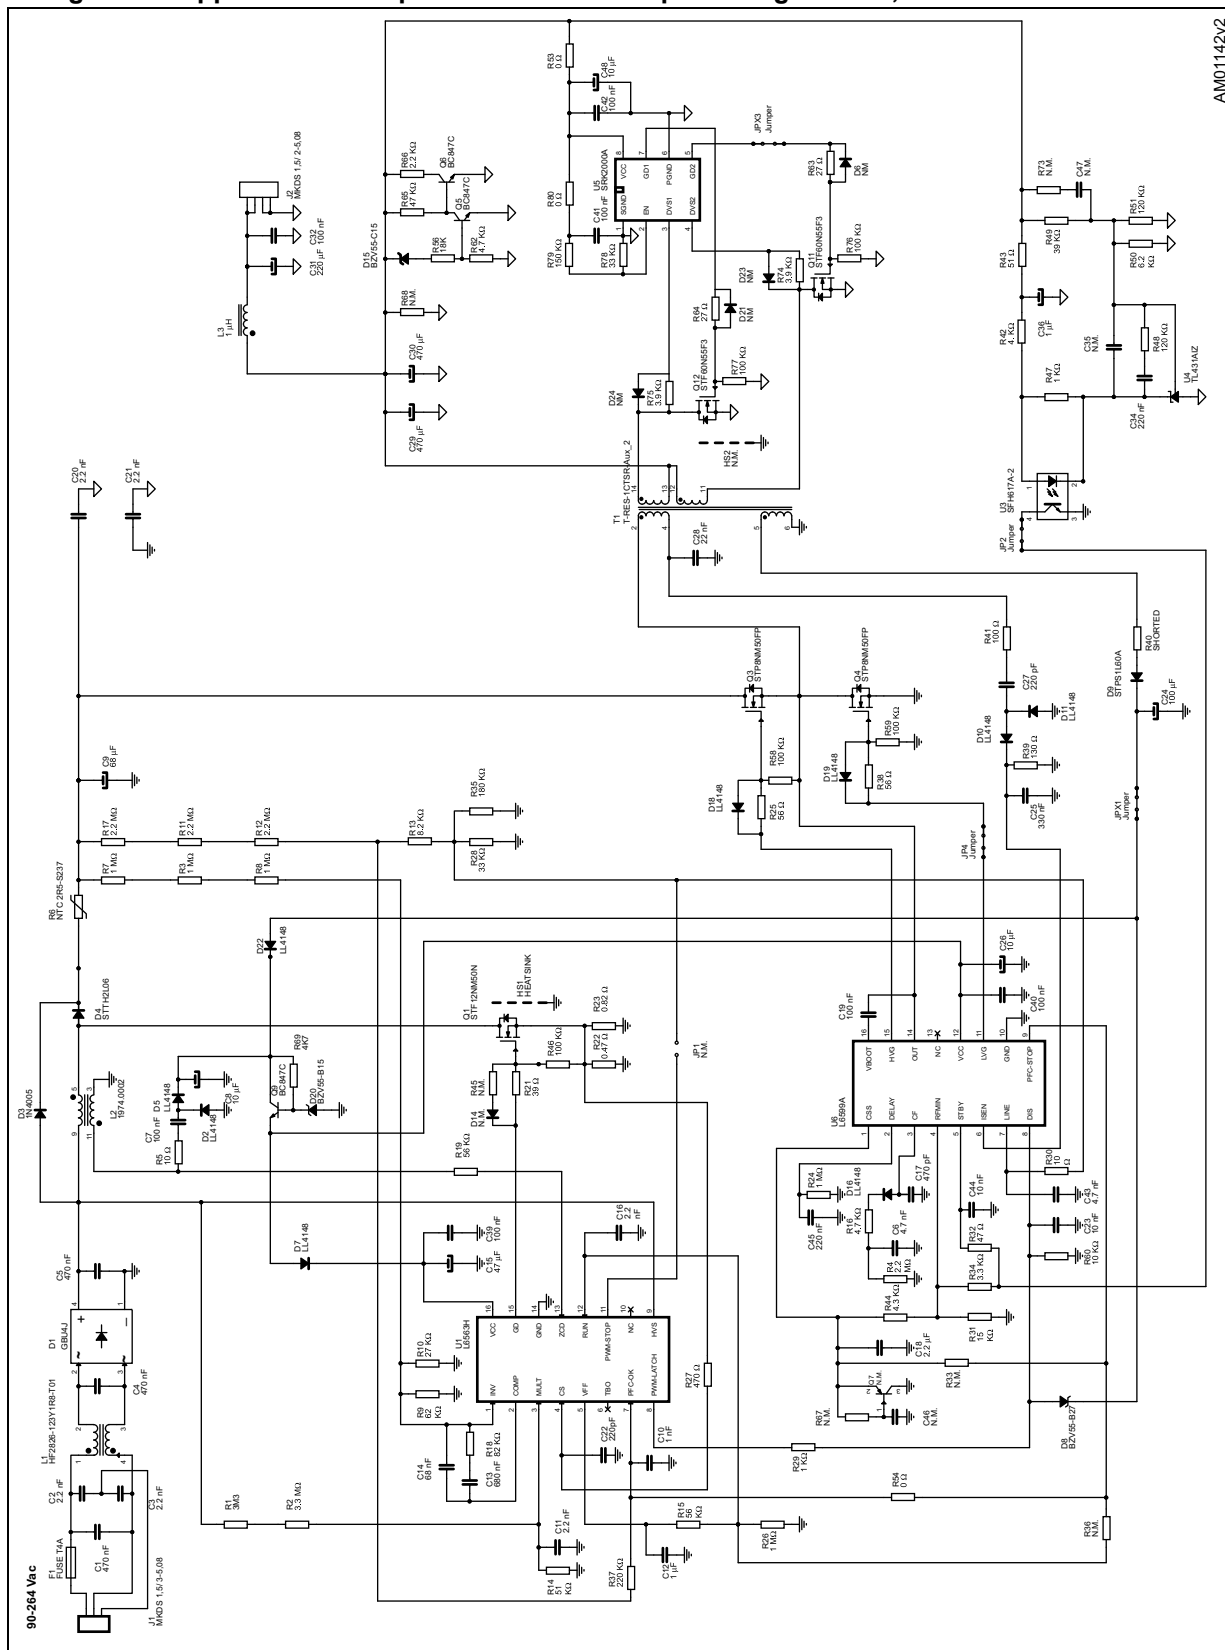 AM01142v2
90-264 Vac
J1
MKDS 1,5/ 3-5,08
F1
FUSE T4A
C1
470 nF
C2
2.2 nF
C3
2.2 nF
L1
HF2826-123Y1R8-T01
C4
470 nF
D1
GBU4J
C5
470 nF
D3
1N4005
L2
1974.0002
D4
STTH2L06
R6
NTC 2R5-S237
R5
10 Ω
C7
100 nF
D2
LL4148
D5
LL4148
C8
10 µF
R69
4K7
Q9
BC847C
D20
BZV55-B15
D22
LL4148
D7
LL4148
R7
1 MΩ
R3
1 MΩ
R8
1 MΩ
R17
2.2 MΩ
R11
2.2 MΩ
R12
2.2 MΩ
C9
68 µF
R13
8.2 KΩ
R28
33 KΩ
R35
180 KΩ
C20
2.2 nF
C21
2.2 nF
R1
3M3
R2
3.3 MΩ
R14
51
KΩ
C11
2.2 nF
C14
68 nF
C13
680 nF
R18
82 KΩ
R9
62
KΩ
R10
27 KΩ
C15
47 µF
C39
100 nF
R19
56 KΩ
U1
L6563H
INV
COMP
MULT
CS
VFF
TBO
PFC-OK
PWM-LATCH
VCC
GD
GND
ZCD
RUN
PWM-STOP
NC
HVS
C16
2.2
nF
C22
220pF
C10
1 nF
R27
470 Ω
R37
220 KΩ
C12
1 µF
R15
56
KΩ
R26
1 MΩ
D14
N.M.
R45
N.M.
R21
39 Ω
R46
100 KΩ
Q1
STF12NM50N
HS1
HEATSINK
R22
0.47 Ω
R23
0.82 Ω
JP1
N.M.
R29
1 KΩ
R54
0 Ω
R36
N.M.
D8
BZV55-B27
R67
N.M.
Q7
N.M.
C46
N.M.
R33
N.M.
C18
2.2 µF
R31
15
KΩ
R44
4.3 KΩ
R34
3.3 KΩ
R32
47 Ω
C44
10 nF
R4
2.2
MΩ
C6
4.7 nF
R16
4.7 KΩ
D16
LL4148
C17
470 pF
C45
220 nF
R24
1 MΩ
R60
10 KΩ
C23
10 nF
C43
4.7 nF
R30
10
Ω
U6
L6599A
CSS
DELAY
CF
RFMIN
STBY
ISEN
LINE
DIS
VBOOT
HVG
OUT
NC
VCC
LVG
GND
PFC-STOP
C19
100 nF
C40
100 nF
C26
10 µF
JP4
Jumper
D18
LL4148
R25
56 Ω
R58
100 KΩ
Q3
STP8NM50FP
D19
LL4148
R38
56 Ω
R59
100 KΩ
Q4
STP8NM50FP
C25
330 nF
R39
130 Ω
D10
LL4148
D11
LL4148
C27
220 pF
R41
100 Ω
JPX1
Jumper
C24
100 µF
D9
STPS1L60A
R40
SHORTED
C28
22 nF
T1
T-RES-1CTSR-Aux_2
HS2
N.M.
D24
NM
R75
3.9 KΩ
Q12
STF60N55F3
R77
100 KΩ
R64
27 Ω
D21
NM
D23
NM
R74
3.9 KΩ
Q11
STF60N55F3
R76
100 KΩ
R63
27 Ω
D6
NM
JPX3
Jumper
U5
SRK2000A
SGND
EN
DVS1
DVS2
VCC
GD1
PGND
GD2
R79
150 KΩ
R78
33 KΩ
C41
100 nF
R80
0 Ω
C42
100 nF
C48
10 µF
R53
0 Ω
C29
470 µF
C30
470 µF
R68
N.M.
D15
BZV55-C15
R56
18K
R62
4.7 KΩ
Q5
BC847C
R65
47 KΩ
R66
2.2 KΩ
Q6
BC847C
L3
1 µH
C31
220 µF
C32
100 nF
J2
MKDS 1,5/ 2-5,08
JP2
Jumper
U3
SFH617A-2
R47
1 KΩ
R42
4. KΩ
C36
1 µF
R43
51 Ω
R49
39 KΩ
R73
N.M.
C47
N.M.
R50
6.2
KΩ
R51
120 KΩ
C35
N.M.
R48
120 KΩ
C34
220 nF
U4
TL431AIZ